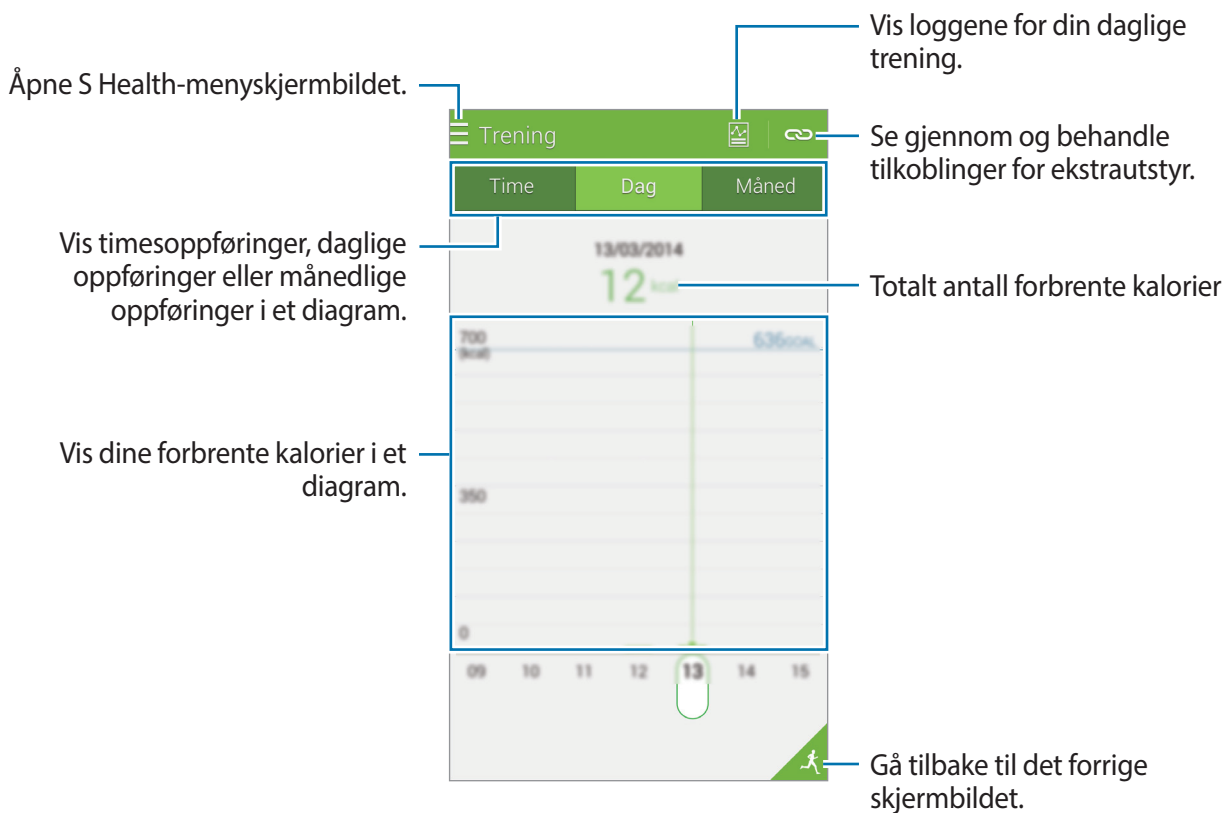 Vis loggene for din daglige
trening.
Åpne S Health-menyskjermbildet.
Trening
Se gjennom og behandle
tilkoblinger for ekstrautstyr.
Time Dag Måned
Vis timesoppføringer, daglige
oppføringer eller månedlige
oppføringer i et diagram.
13/03/2014
12 kcal
Totalt antall forbrente kalorier
700
(kcal)
636 GOAL
Vis dine forbrente kalorier i et
diagram.
350
0
09 10 11 12 13 14 15
Gå tilbake til det forrige
skjermbildet.